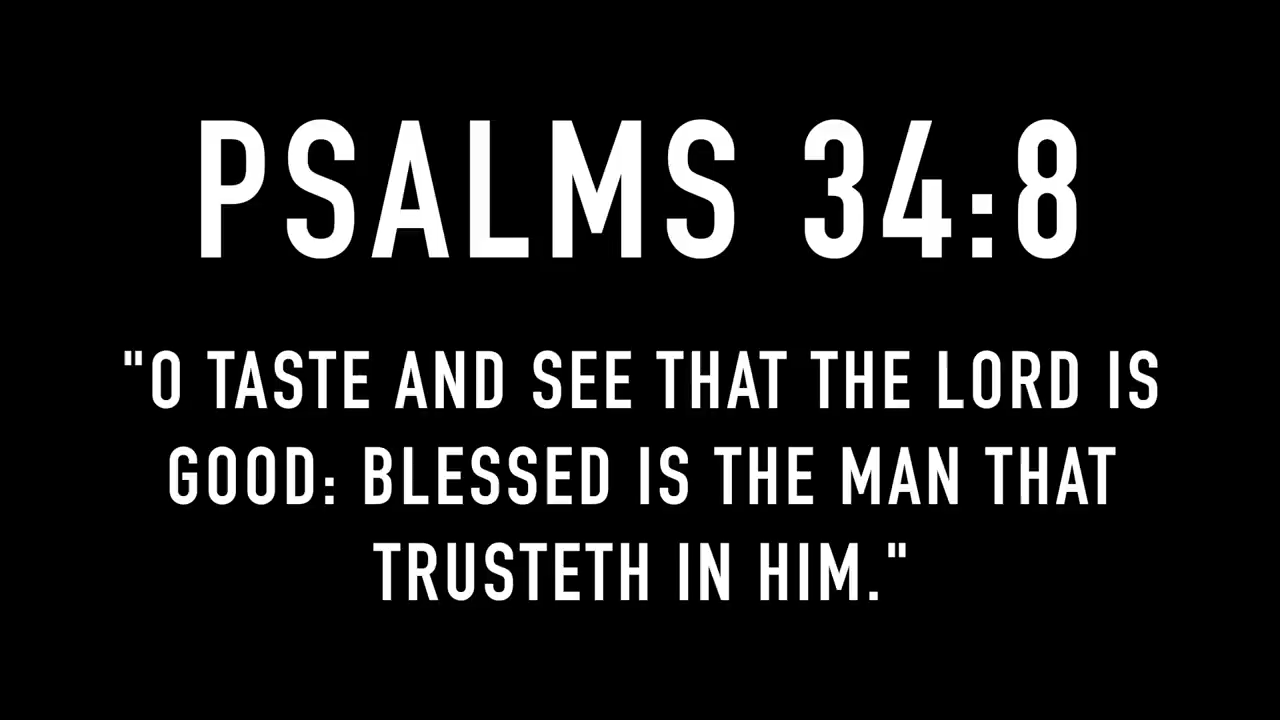 PSALMS 34:8
"O TASTE AND SEE THAT THE LORD IS
GOOD: BLESSED IS THE MAN THAT
TRUSTETH IN HIM."